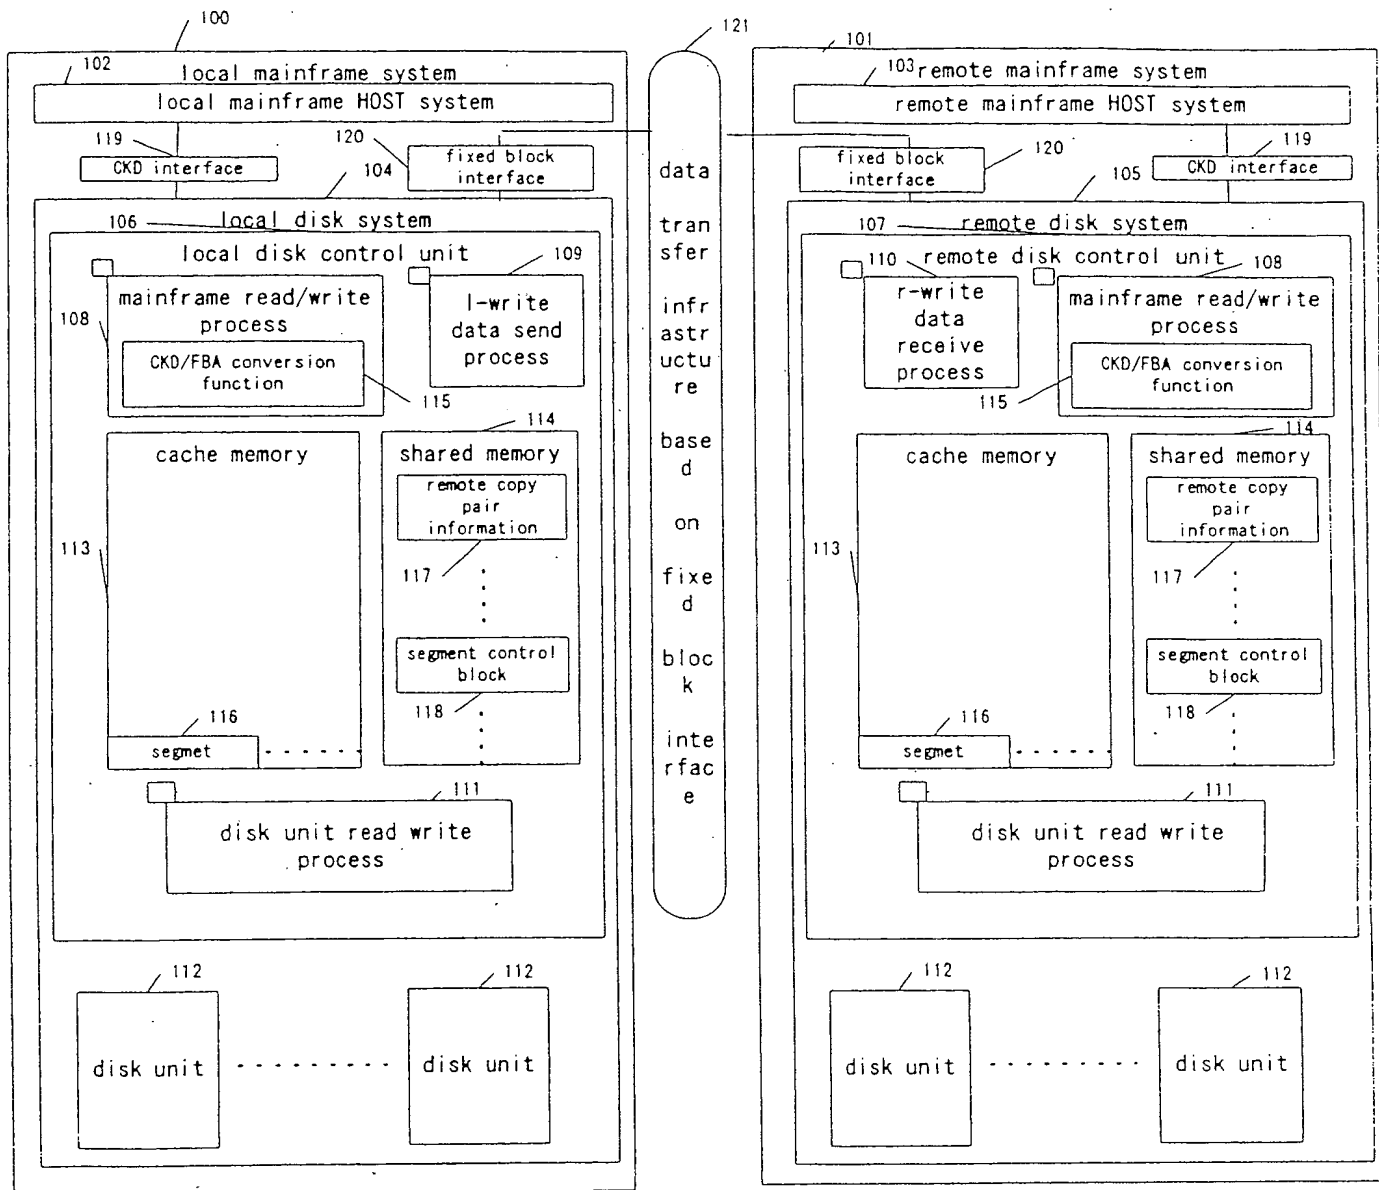 100
102
local mainframe system
local mainframe HOST system
119
CKD interface
120
fixed block
interface
104
local disk system
106
local disk control unit
109
mainframe read/write
process
108
CKD/FBA conversion
function
115
l-write
data send
process
cache memory
113
116
segmet
114
shared memory
remote copy
pair
information
117
segment control
block
118
111
disk unit read write
process
112
disk unit
112
disk unit
121
data
tran
sfer
infr
astr
uctu
re
base
d
on
fixe
d
bloc
k
inte
rfac
e
101
103
remote mainframe system
remote mainframe HOST system
fixed block
interface
120
119
CKD interface
105
remote disk system
107
remote disk control unit
110
r-write
data
receive
process
108
mainframe read/write
process
CKD/FBA conversion
function
115
cache memory
113
116
segmet
114
shared memory
remote copy
pair
information
117
segment control
block
118
111
disk unit read write
process
112
disk unit
112
disk unit